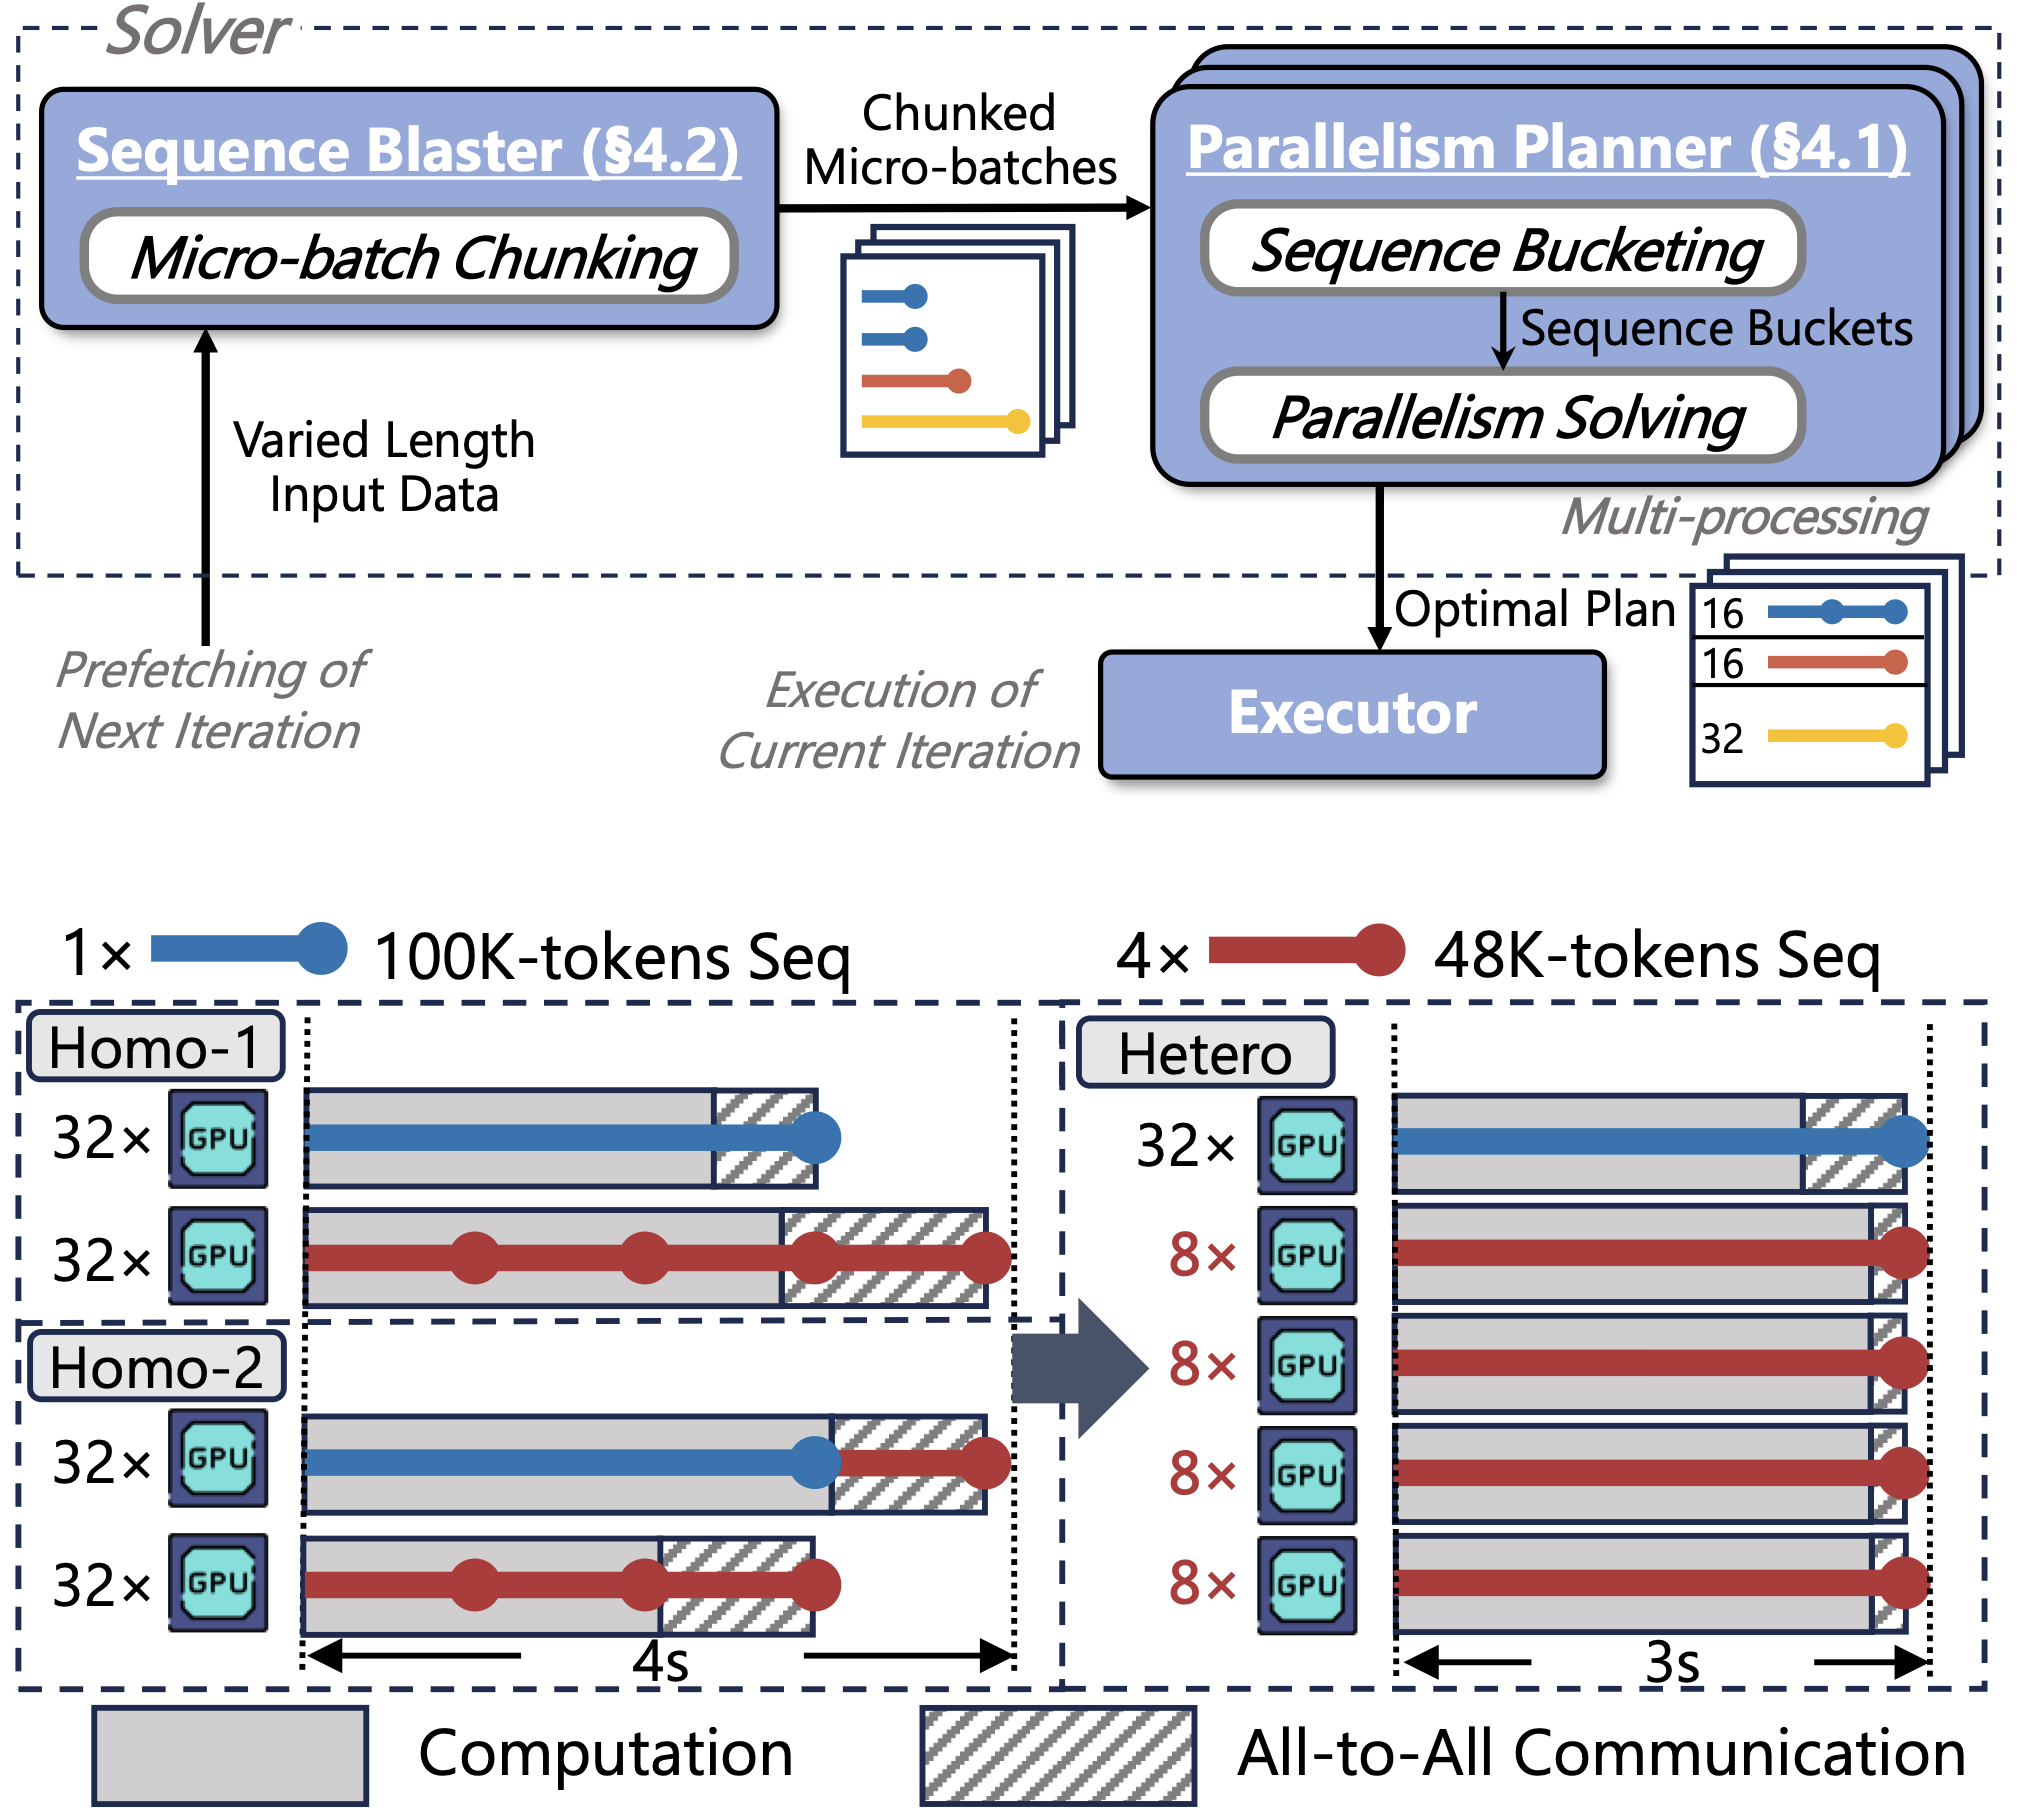 Solver
Sequence Blaster (§4.2)
Micro-batch Chunking
Chunked
Micro-batches
Parallelism Planner (§4.1)
Sequence Bucketing
Sequence Buckets
Parallelism Solving
Multi-processing
Varied Length
Input Data
Prefetching of
Next Iteration
Execution of
Current Iteration
Optimal Plan
Executor
16
16
32
1× 100K-tokens Seq
4× 48K-tokens Seq
Homo-1
32× GPU
32× GPU
Homo-2
32× GPU
32× GPU
4s
Hetero
32× GPU
8× GPU
8× GPU
8× GPU
8× GPU
3s
Computation
All-to-All Communication